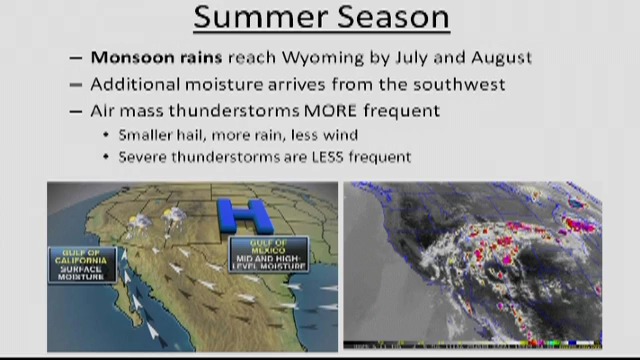 Summer Season
– Monsoon rains reach Wyoming by July and August
– Additional moisture arrives from the southwest
– Air mass thunderstorms MORE frequent
• Smaller hail, more rain, less wind
• Severe thunderstorms are LESS frequent
H
GULF OF
CALIFORNIA
SURFACE
MOISTURE
GULF OF
MEXICO
MID AND HIGH-
LEVEL MOISTURE